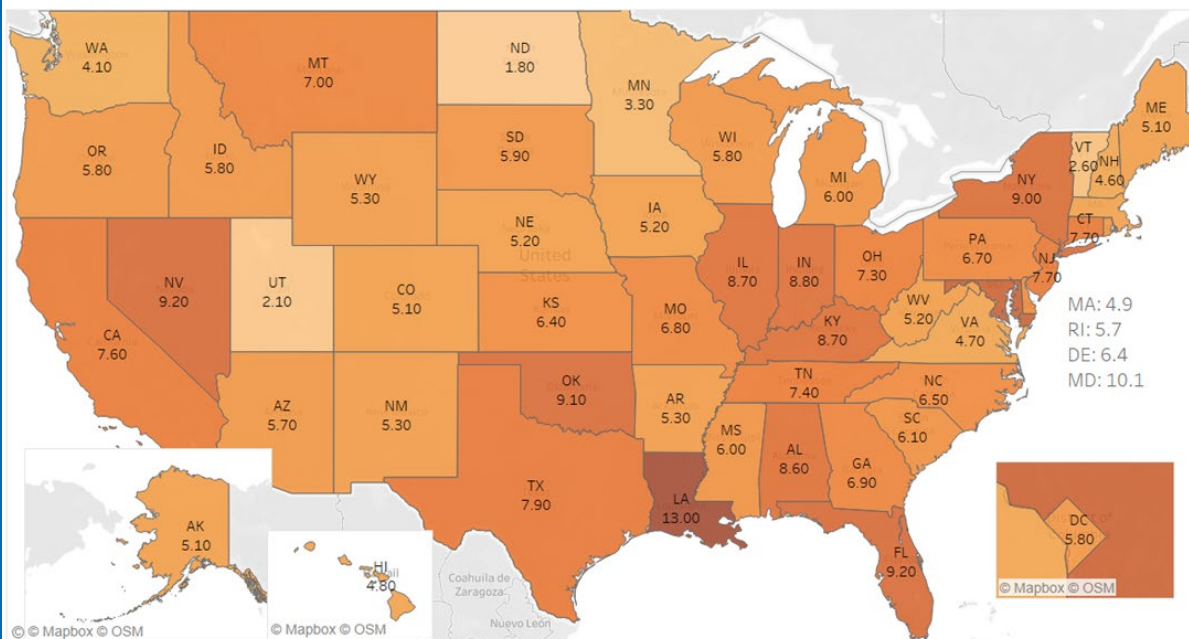 WA
4.10
MT
7.00
ND
1.80
MN
3.30
ME
5.10
OR
5.80
ID
5.80
SD
5.90
WI
5.80
VT
2.60
NH
4.60
WY
5.30
MI
6.00
NY
9.00
NE
5.20
IA
5.20
CT
7.70
PA
6.70
NJ
7.70
United
States
NV
9.20
UT
2.10
CO
5.10
KS
6.40
MO
6.80
IL
8.70
IN
8.80
OH
7.30
WV
5.20
VA
4.70
KY
8.70
MA: 4.9
RI: 5.7
DE: 6.4
MD: 10.1
CA
7.60
AZ
5.70
NM
5.30
OK
9.10
AR
5.30
TN
7.40
NC
6.50
SC
6.10
MS
6.00
AL
8.60
GA
6.90
TX
7.90
LA
13.00
FL
9.20
AK
5.10
HI
4.80
DC
5.80
Coahuila de
Zaragoza
Nuevo León
© Mapbox © OSM
© © Mapbox © OSM
© Mapbox © OSM